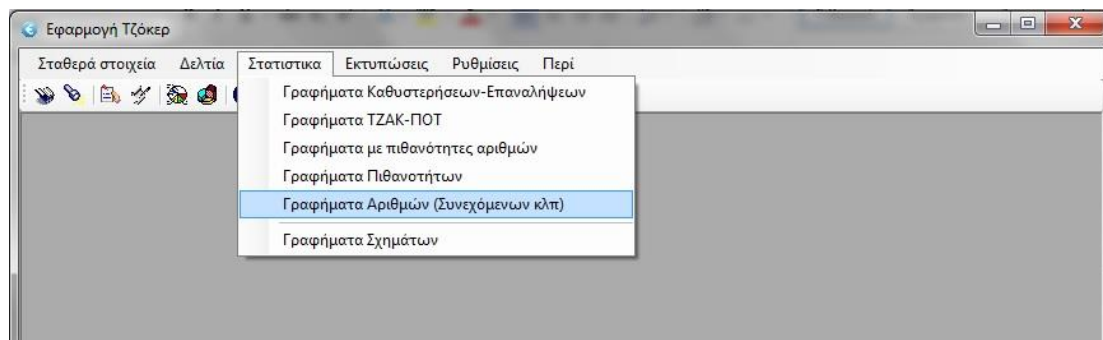 Εφαρμογή Τζόκερ
Σταθερά στοιχεία Δελτία Στατιστικα Εκτυπώσεις Ρυθμίσεις Περί
Γραφήματα Καθυστερήσεων-Επαναλήψεων
Γραφήματα ΤΖΑΚ-ΠΟΤ
Γραφήματα με πιθανότητες αριθμών
Γραφήματα Πιθανοτήτων
Γραφήματα Αριθμών (Συνεχόμενων κλπ)
Γραφήματα Σχημάτων